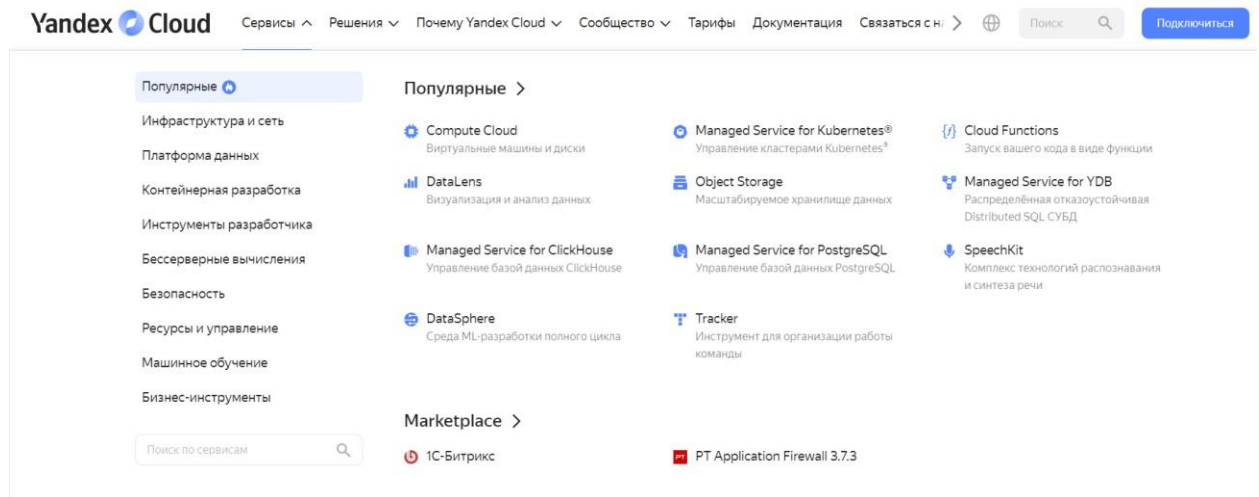 Yandex Cloud
Сервисы
Решения
Почему Yandex Cloud
Сообщество
Тарифы
Документация
Связаться с н
Поиск
Подключиться
Популярные
Инфраструктура и сеть
Платформа данных
Контейнерная разработка
Инструменты разработчика
Бессерверные вычисления
Безопасность
Ресурсы и управление
Машинное обучение
Бизнес-инструменты
Поиск по сервисам
Популярные
Compute Cloud
Виртуальные машины и диски
Managed Service for Kubernetes®
Управление кластерами Kubernetes®
{ƒ} Cloud Functions
Запуск вашего кода в виде функции
DataLens
Визуализация и анализ данных
Object Storage
Масштабируемое хранилище данных
Managed Service for YDB
Распределённая отказоустойчивая
Distributed SQL СУБД
Managed Service for ClickHouse
Управление базой данных ClickHouse
Managed Service for PostgreSQL
Управление базой данных PostgreSQL
SpeechKit
Комплекс технологий распознавания
и синтеза речи
DataSphere
Среда ML-разработки полного цикла
Tracker
Инструмент для организации работы
команды
Marketplace
1С-Битрикс
PT PT Application Firewall 3.7.3